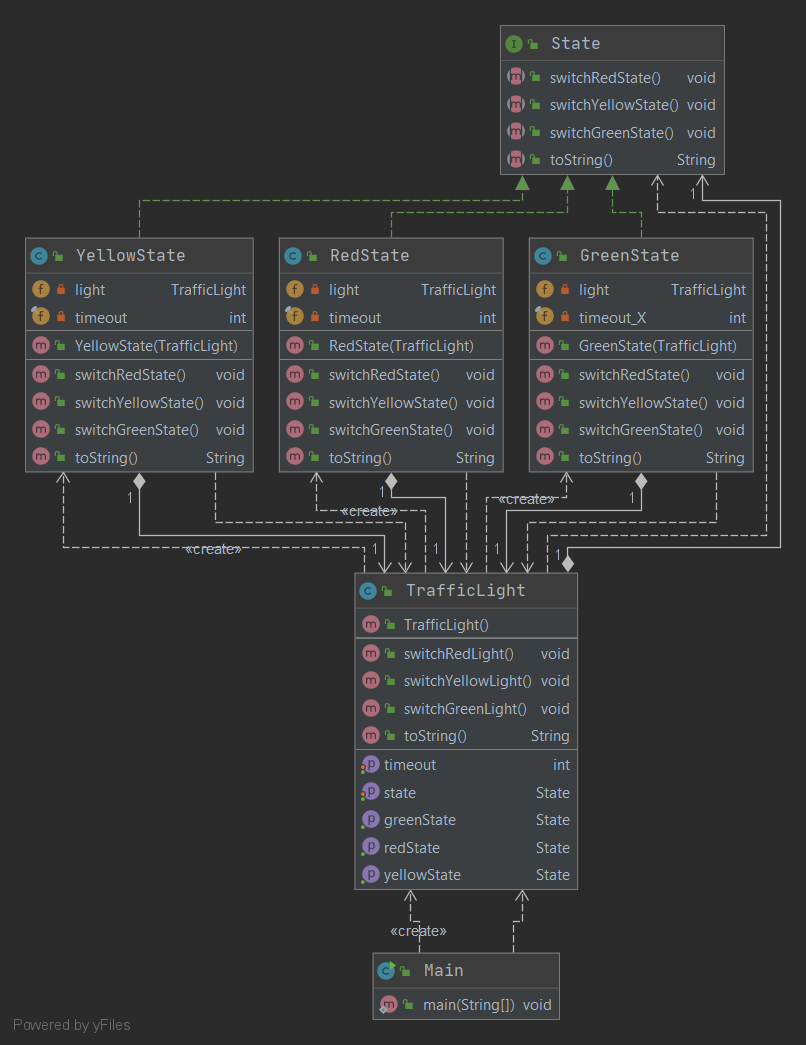 State
switchRedState() void
switchYellowState() void
switchGreenState() void
toString() String
1
YellowState
light TrafficLight
timeout int
YellowState(TrafficLight)
switchRedState() void
switchYellowState() void
switchGreenState() void
toString() String
RedState
light TrafficLight
timeout int
RedState(TrafficLight)
switchRedState() void
switchYellowState() void
switchGreenState() void
toString() String
GreenState
light TrafficLight
timeout_X int
GreenState(TrafficLight)
switchRedState() void
switchYellowState() void
switchGreenState() void
toString() String
1
1
1
«create»
«create»
«create»
1
1
1
1
TrafficLight
TrafficLight()
switchRedLight() void
switchYellowLight() void
switchGreenLight() void
toString() String
timeout int
state State
greenState State
redState State
yellowState State
«create»
Main
main(String[]) void
Powered by yFiles